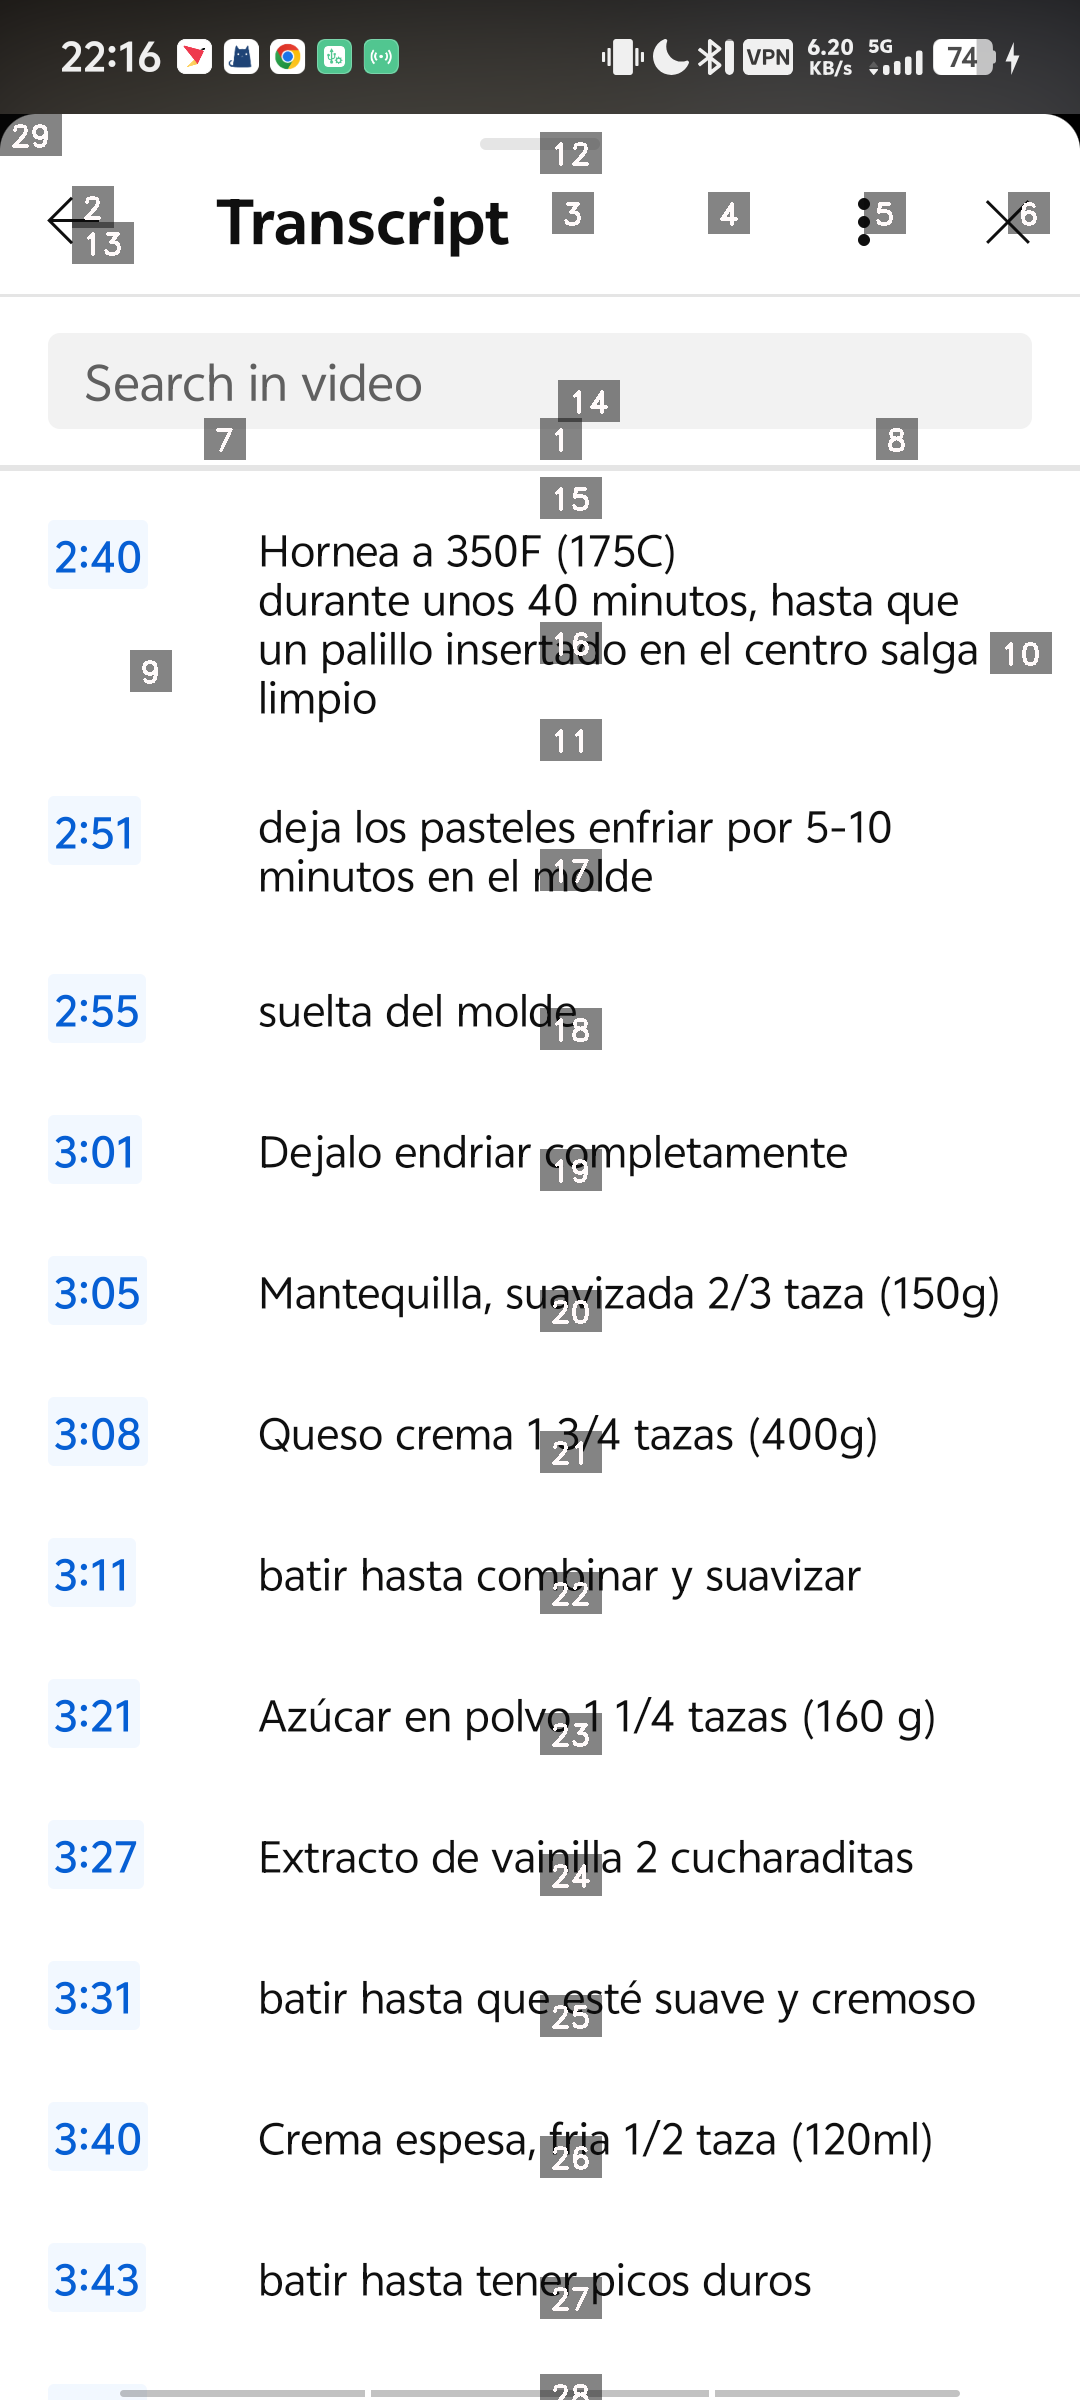 22:16
VPN
6.20 KB/s
5G
74
29
12
2
13
Transcript
3
4
5
6
Search in video
14
7
1
8
15
2:40
Hornea a 350F (175C)
durante unos 40 minutos, hasta que
un palillo insertado en el centro salga
limpio
16
9
10
11
2:51
deja los pasteles enfriar por 5-10
minutos en el molde
17
2:55
suelta del molde
18
3:01
Dejalo endriar completamente
19
3:05
Mantequilla, suavizada 2/3 taza (150g)
20
3:08
Queso crema 1 3/4 tazas (400g)
21
3:11
batir hasta combinar y suavizar
22
3:21
Azúcar en polvo 1 1/4 tazas (160 g)
23
3:27
Extracto de vainilla 2 cucharaditas
24
3:31
batir hasta que esté suave y cremoso
25
3:40
Crema espesa, fria 1/2 taza (120ml)
26
3:43
batir hasta tener picos duros
27
28